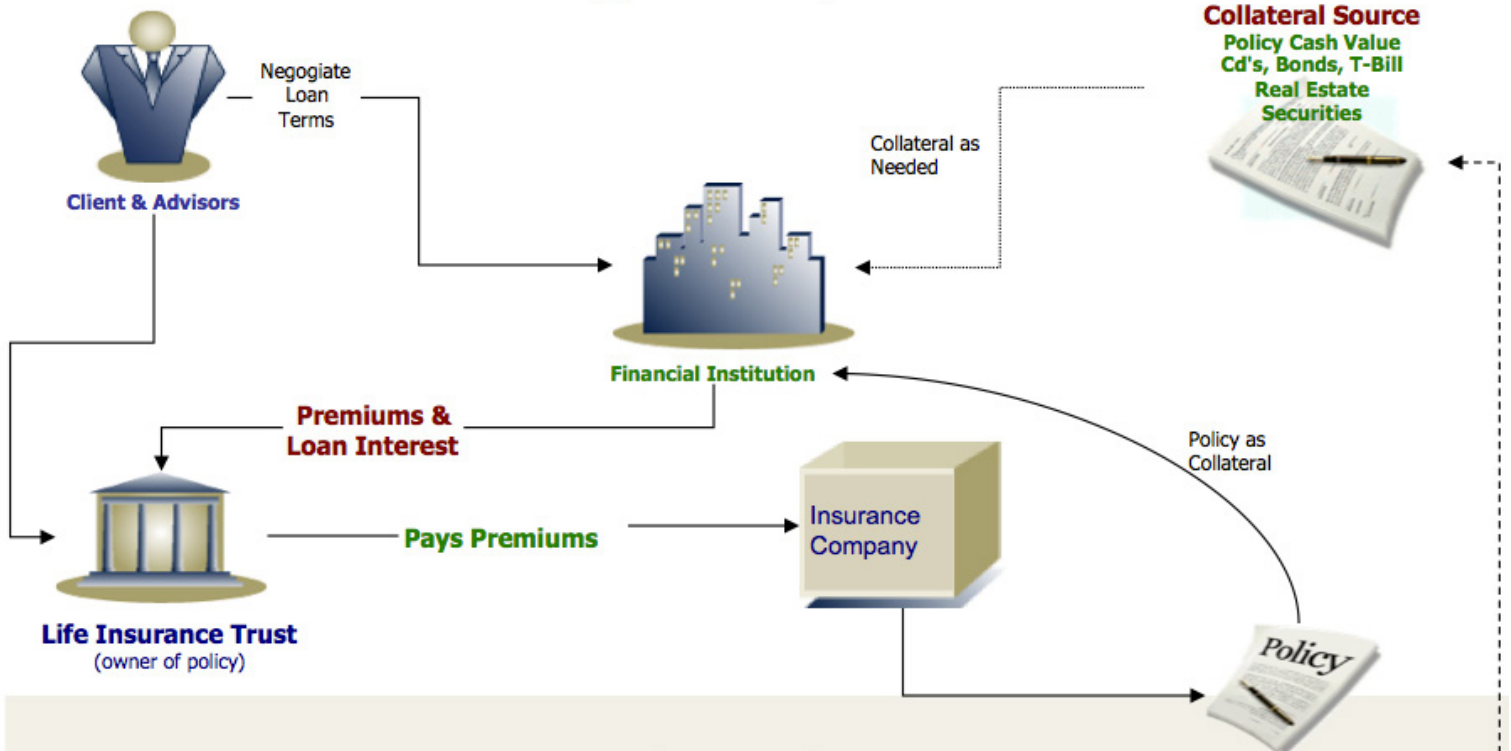 Collateral Source
Policy Cash Value
Cd's, Bonds, T-Bill
Real Estate
Securities
Negogiate
Loan
Terms
Collateral as
Needed
Client & Advisors
Financial Institution
Premiums &
Loan Interest
Policy as
Collateral
Pays Premiums
Insurance
Company
Life Insurance Trust
(owner of policy)
Policy